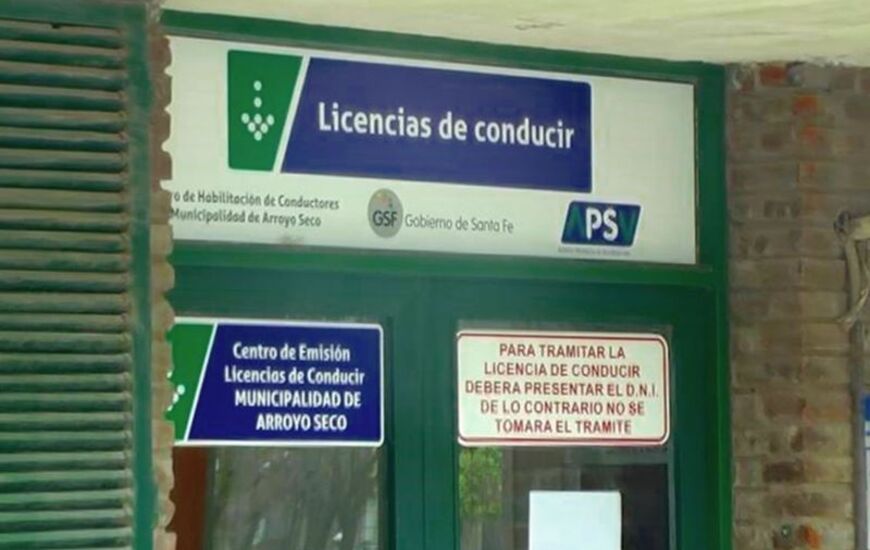 Licencias de conducir
ro de Habilitación de Conductores
Municipalidad de Arroyo Seco
GSF Gobierno de Santa Fe
APSV
Centro de Emisión
Licencias de Conducir
MUNICIPALIDAD DE
ARROYO SECO
PARA TRAMITAR LA
LICENCIA DE CONDUCIR
DEBERA PRESENTAR EL D.N.I.
DE LO CONTRARIO NO SE
TOMARA EL TRAMITE